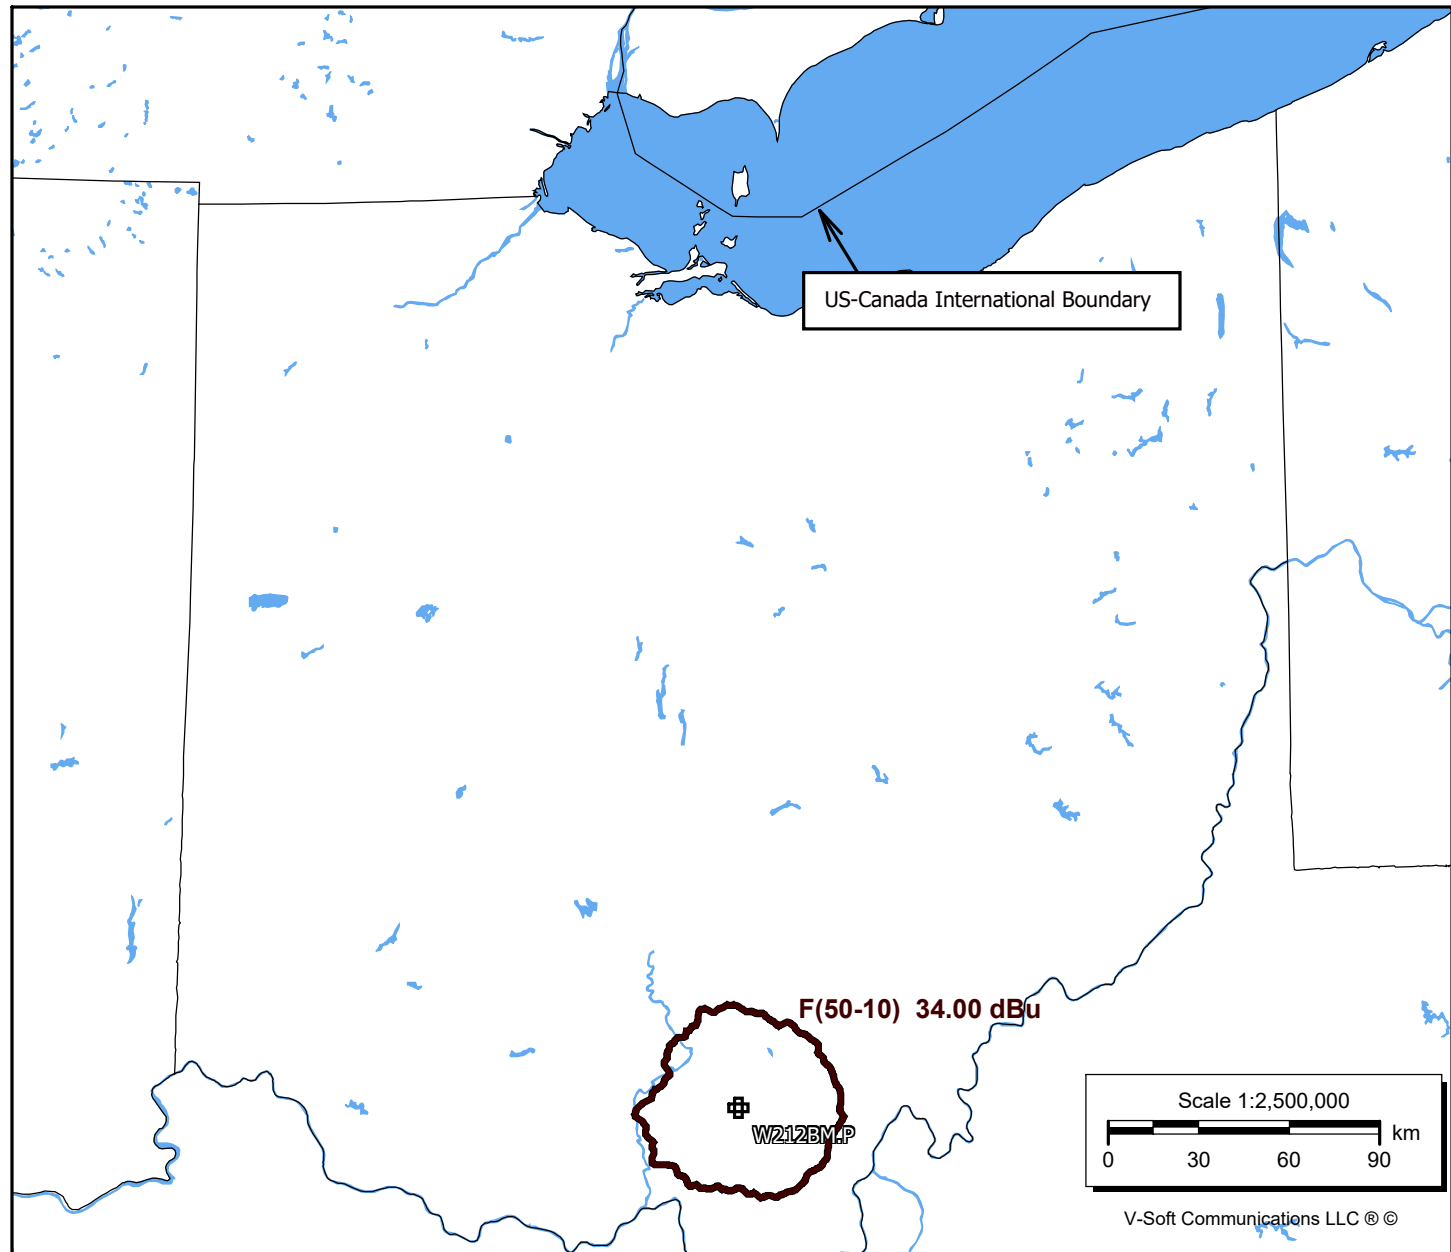 US-Canada International Boundary
F(50-10) 34.00 dBu
W212BM.P
Scale 1:2,500,000
km
0 30 60 90
V-Soft Communications LLC ® ©